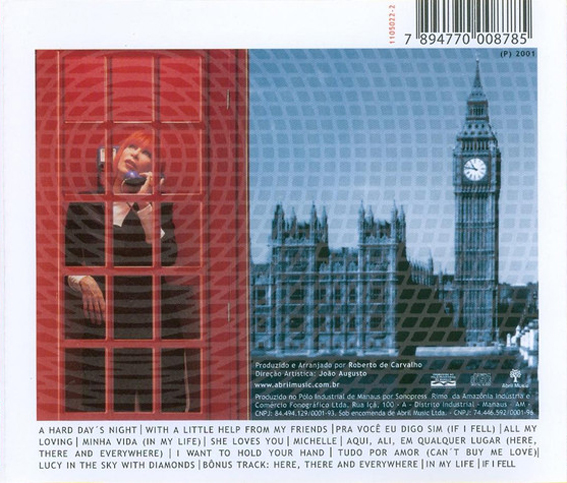 1105022-2
7 894770 008785
(P) 2001
Produzido e Arranjado por Roberto de Carvalho
Direção Artística: João Augusto
www.abrilmusic.com.br
Abril Music
Produzido no Pólo Industrial de Manaus por Sonopress Rimo da Amazônia Indústria e
Comércio Fonográfico Ltda, Rua Içá, 100 - A - Distrito Industrial - Manaus - AM -
CNPJ: 84.494.129/0001-93. Sob encomenda de Abril Music Ltda. - CNPJ: 74.446.592/0001-96
A HARD DAY´S NIGHT | WITH A LITTLE HELP FROM MY FRIENDS | PRA VOCÊ EU DIGO SIM (IF I FELL) | ALL MY
LOVING | MINHA VIDA (IN MY LIFE) | SHE LOVES YOU | MICHELLE | AQUI, ALI, EM QUALQUER LUGAR (HERE,
THERE AND EVERYWHERE) | I WANT TO HOLD YOUR HAND | TUDO POR AMOR (CAN´T BUY ME LOVE)|
LUCY IN THE SKY WITH DIAMONDS | BÔNUS TRACK: HERE, THERE AND EVERYWHERE | IN MY LIFE | IF I FELL